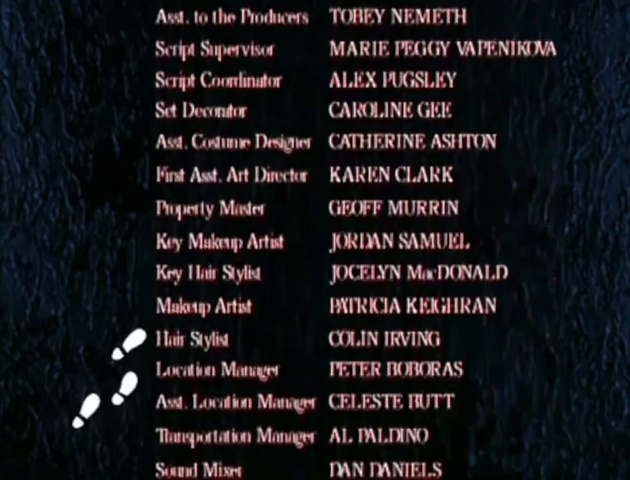 Asst. to the Producers TOBEY NEMETH
Script Supervisor MARIE PEGGY VAPENIKOVA
Script Coordinator ALEX PUGSLEY
Set Decorator CAROLINE GEE
Asst. Costume Designer CATHERINE ASHTON
First Asst. Art Director KAREN CLARK
Property Master GEOFF MURRIN
Key Makeup Artist JORDAN SAMUEL
Key Hair Stylist JOCELYN MacDONALD
Makeup Artist PATRICIA KEIGHRAN
Hair Stylist COLIN IRVING
Location Manager PETER BOBORAS
Asst. Location Manager CELESTE BUTT
Transportation Manager AL PALDINO
Sound Mixer DAN DANIELS